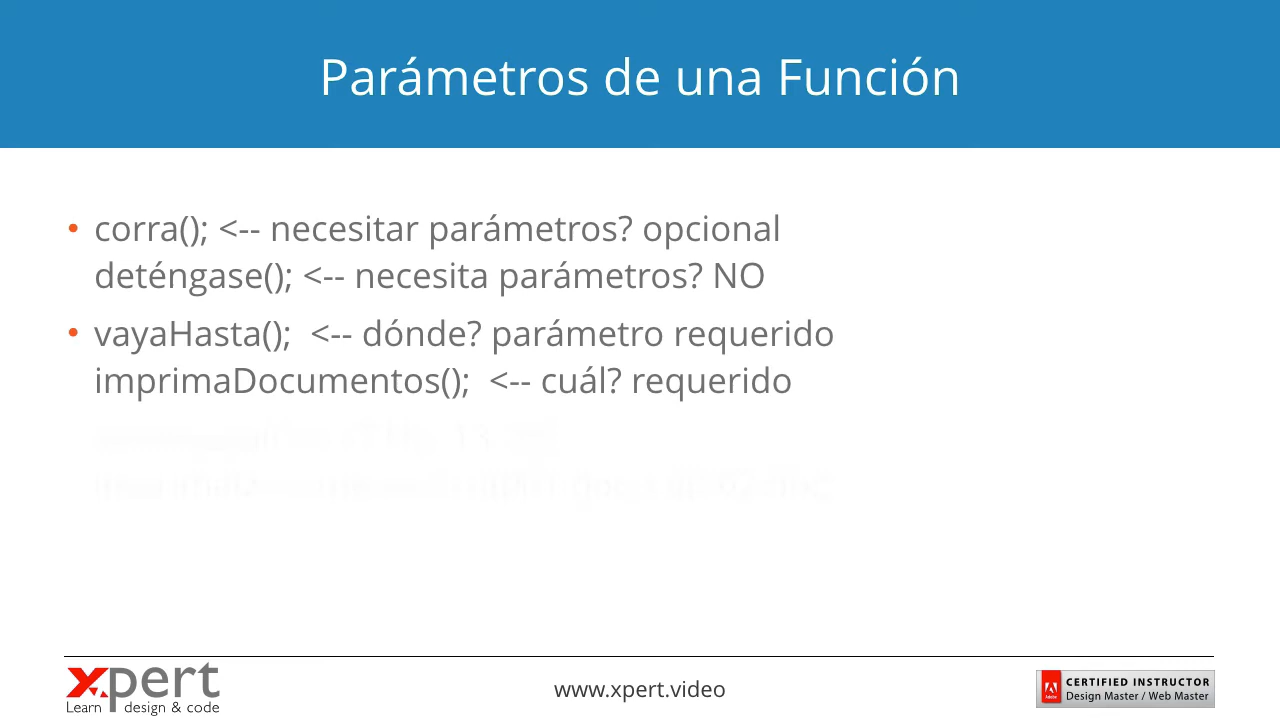 Parámetros de una Función
• corra(); <-- necesitar parámetros? opcional
deténgase(); <-- necesita parámetros? NO
• vayaHasta();  <-- dónde? parámetro requerido
imprimaDocumentos();  <-- cuál? requerido
xpert
Learn design & code
www.xpert.video
Adobe
CERTIFIED INSTRUCTOR
Design Master / Web Master